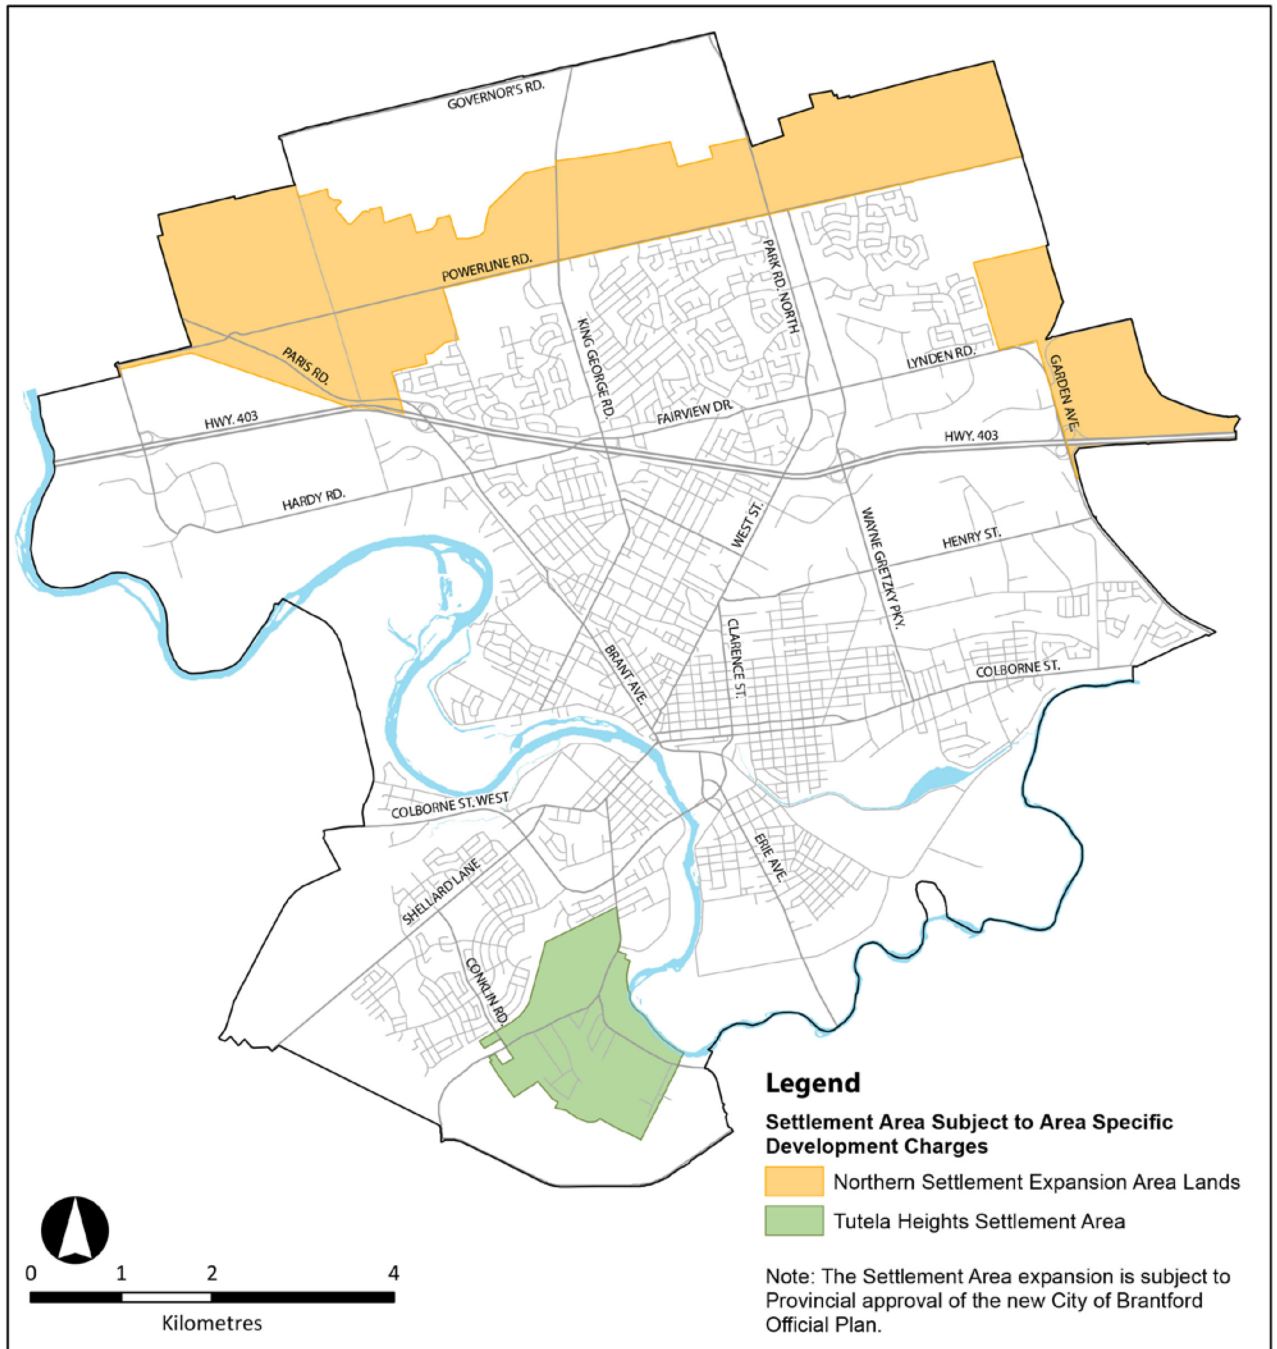 GOVERNOR'S RD.
POWERLINE RD.
PARK RD. NORTH
KING GEORGE RD.
PARIS RD.
LYNDEN RD.
GARDEN AVE.
FAIRVIEW DR.
HWY. 403
HWY. 403
HARDY RD.
WEST ST.
WAYNE GRETZKY PKY.
HENRY ST.
CLARENCE ST.
BRANT AVE.
COLBORNE ST.
COLBORNE ST. WEST
ERIE AVE.
SHELLARD LANE
CONKLIN RD.
Legend
Settlement Area Subject to Area Specific
Development Charges
Northern Settlement Expansion Area Lands
Tutela Heights Settlement Area
Note: The Settlement Area expansion is subject to
Provincial approval of the new City of Brantford
Official Plan.
0 1 2 4
Kilometres